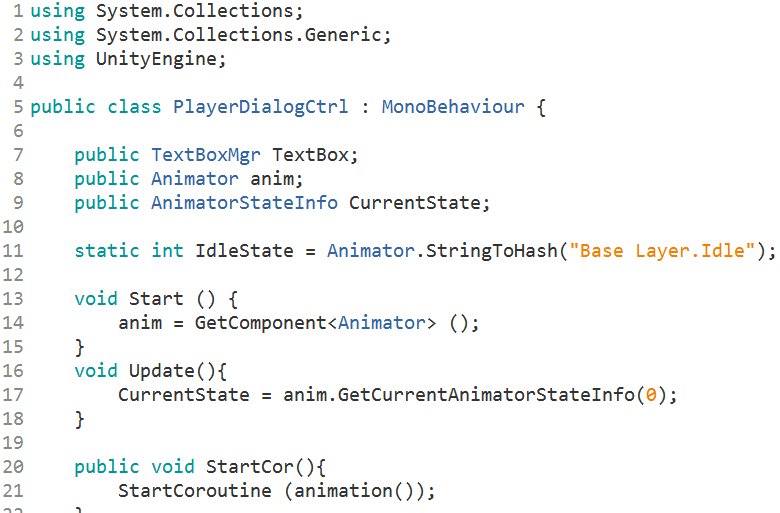 1 using System.Collections;
2 using System.Collections.Generic;
3 using UnityEngine;
4
5 public class PlayerDialogCtrl : MonoBehaviour {
6
7     public TextBoxMgr TextBox;
8     public Animator anim;
9     public AnimatorStateInfo CurrentState;
10
11     static int IdleState = Animator.StringToHash("Base Layer.Idle");
12
13     void Start () {
14         anim = GetComponent<Animator> ();
15     }
16     void Update(){
17         CurrentState = anim.GetCurrentAnimatorStateInfo(0);
18     }
19
20     public void StartCor(){
21         StartCoroutine (animation());
22     }